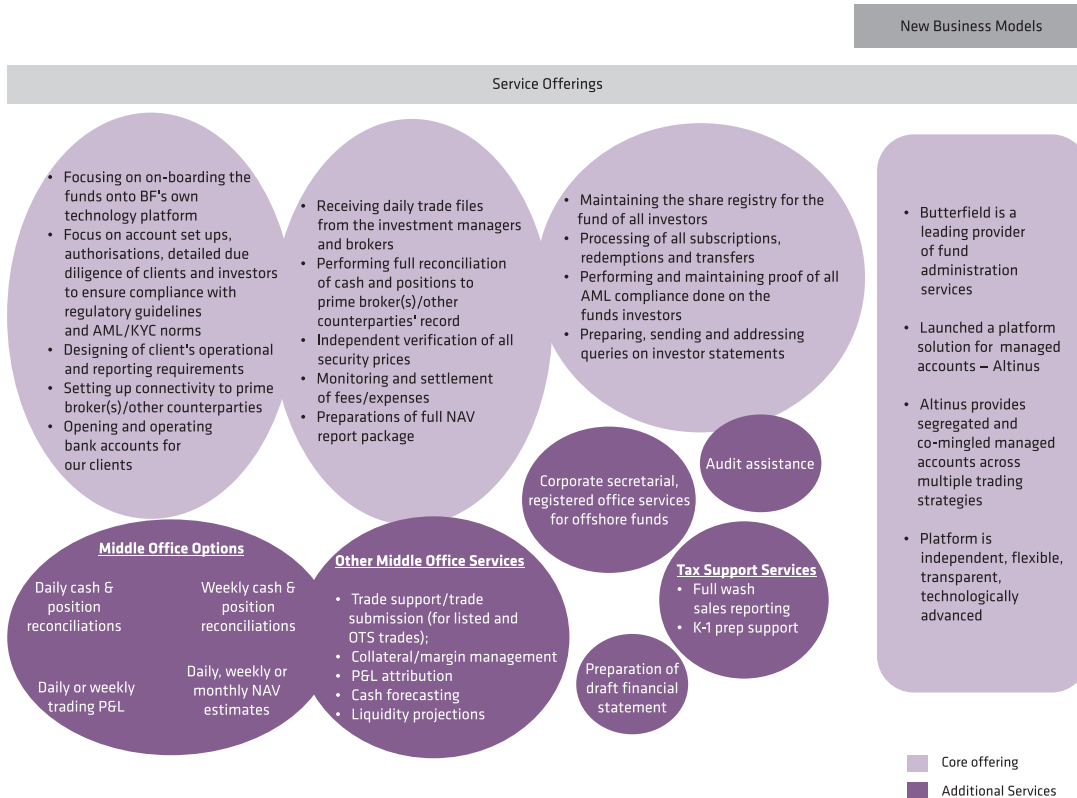 New Business Models
Service Offerings
• Focusing on on-boarding the
funds onto BF's own
technology platform
• Focus on account set ups,
authorisations, detailed due
diligence of clients and investors
to ensure compliance with
regulatory guidelines
and AML/KYC norms
• Designing of client's operational
and reporting requirements
• Setting up connectivity to prime
broker(s)/other counterparties
• Opening and operating
bank accounts for
our clients
• Receiving daily trade files
from the investment managers
and brokers
• Performing full reconciliation
of cash and positions to
prime broker(s)/other
counterparties' record
• Independent verification of all
security prices
• Monitoring and settlement
of fees/expenses
• Preparations of full NAV
report package
• Maintaining the share registry for the
fund of all investors
• Processing of all subscriptions,
redemptions and transfers
• Performing and maintaining proof of all
AML compliance done on the
funds investors
• Preparing, sending and addressing
queries on investor statements
• Butterfield is a
leading provider
of fund
administration
services
• Launched a platform
solution for managed
accounts – Altinus
• Altinus provides
segregated and
co-mingled managed
accounts across
multiple trading
strategies
• Platform is
independent, flexible,
transparent,
technologically
advanced
Middle Office Options
Daily cash &
position
reconciliations
Weekly cash &
position
reconciliations
Daily or weekly
trading P&L
Daily, weekly or
monthly NAV
estimates
Other Middle Office Services
• Trade support/trade
submission (for listed and
OTS trades);
• Collateral/margin management
• P&L attribution
• Cash forecasting
• Liquidity projections
Corporate secretarial,
registered office services
for offshore funds
Audit assistance
Tax Support Services
• Full wash
sales reporting
• K-1 prep support
Preparation of
draft financial
statement
Core offering
Additional Services